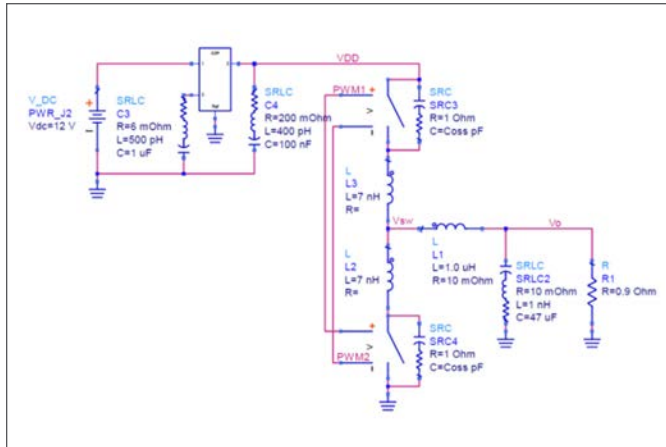 V_DC
PWR_J2
Vdc=12 V
SRLC
C3
R=6 mOhm
L=500 pH
C=1 uF
1
2
Ref
SRLC
C4
R=200 mOhm
L=400 pH
C=100 nF
VDD
PWM1
V
SRC
SRC3
R=1 Ohm
C=Coss pF
L
L3
L=7 nH
R=
Vsw
L
L1
L=1.0 uH
R=10 mOhm
Vo
L
L2
L=7 nH
R=
SRLC
SRLC2
R=10 mOhm
L=1 nH
C=47 uF
R
R1
R=0.9 Ohm
PWM2
V
SRC
SRC4
R=1 Ohm
C=Coss pF